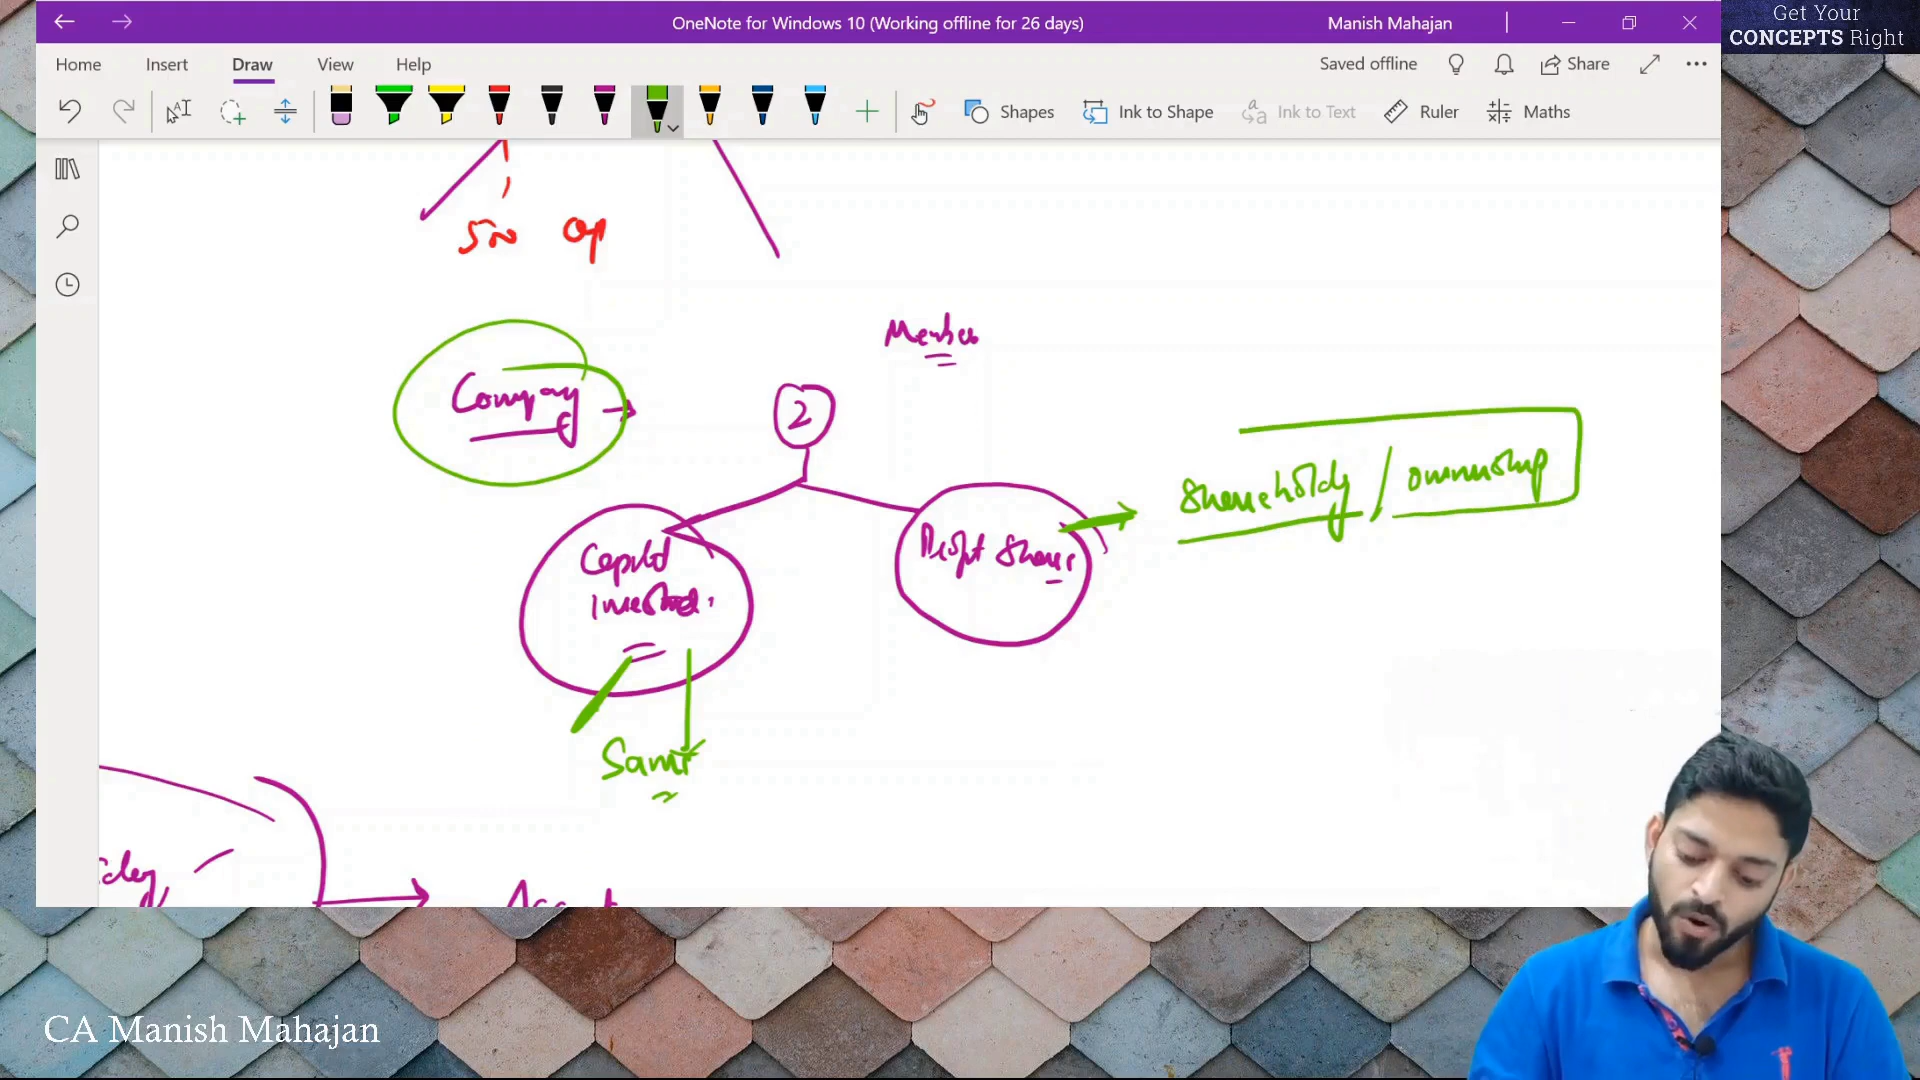 OneNote for Windows 10 (Working offline for 26 days)
Manish Mahajan
Get Your
CONCEPTS Right
Home Insert Draw View Help
Saved offline
Share
Shapes
Ink to Shape
Ink to Text
Ruler
Maths
Member
Company
2
Shareholdg / ownership
Capital
Invested.
Profit Share
Same
CA Manish Mahajan